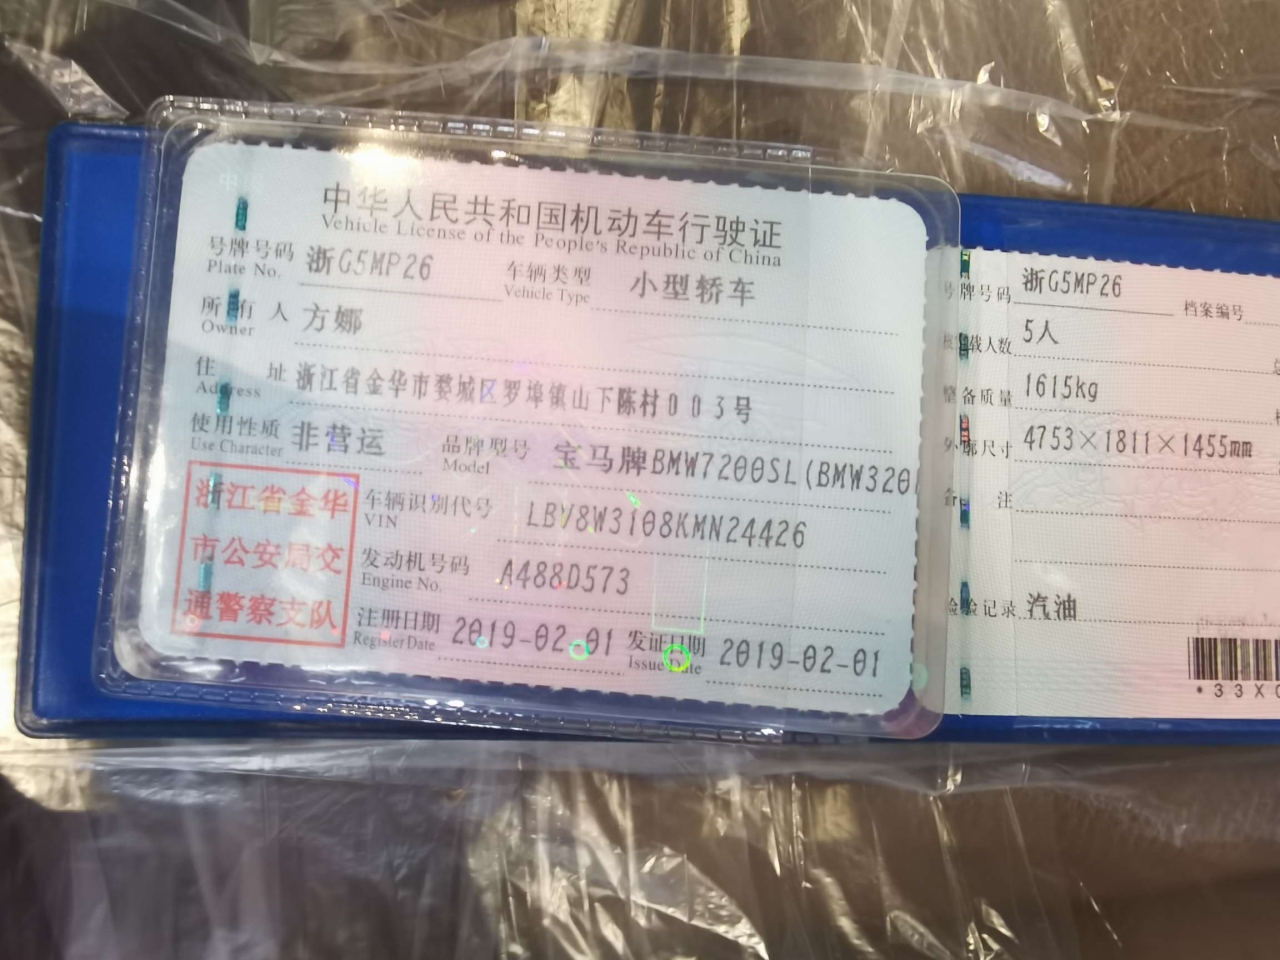 中华人民共和国机动车行驶证
Vehicle License of the People's Republic of China
号牌号码 浙G5MP26 车辆类型 小型轿车
Plate No. Vehicle Type
所有人 方娜
Owner
住址 浙江省金华市婺城区罗埠镇山下陈村003号
Address
使用性质 非营运 品牌型号 宝马牌BMW7200SL(BMW320
Use Character Model
浙江省金华
市公安局交
通警察支队
车辆识别代号 LBV8W3108KMN24426
VIN
发动机号码 A488D573
Engine No.
注册日期 2019-02-01 发证日期 2019-02-01
Register Date Issue Date
号牌号码 浙G5MP26 档案编号
核定载人数 5人
整备质量 1615kg
外廓尺寸 4753×1811×1455mm
备注
检验记录 汽油
*33X